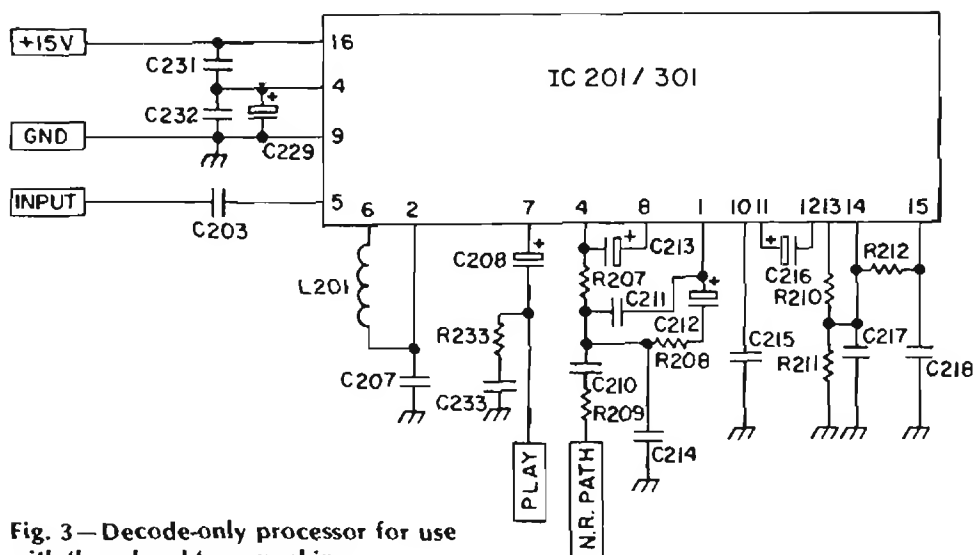 +15V
16
IC 201/301
C231
4
C232
+
GND
9
C229
INPUT
5
C203
6 2 7 4 8 1 10 11 12 13 14 15
L201
C207
C208
+
R233
C233
PLAY
+
C213
R207
C211
+
C212
R208
C210
R209
C214
N.R. PATH
C215
+
C216
R210
R211
R212
C217
C218
Fig. 3—Decode-only processor for use